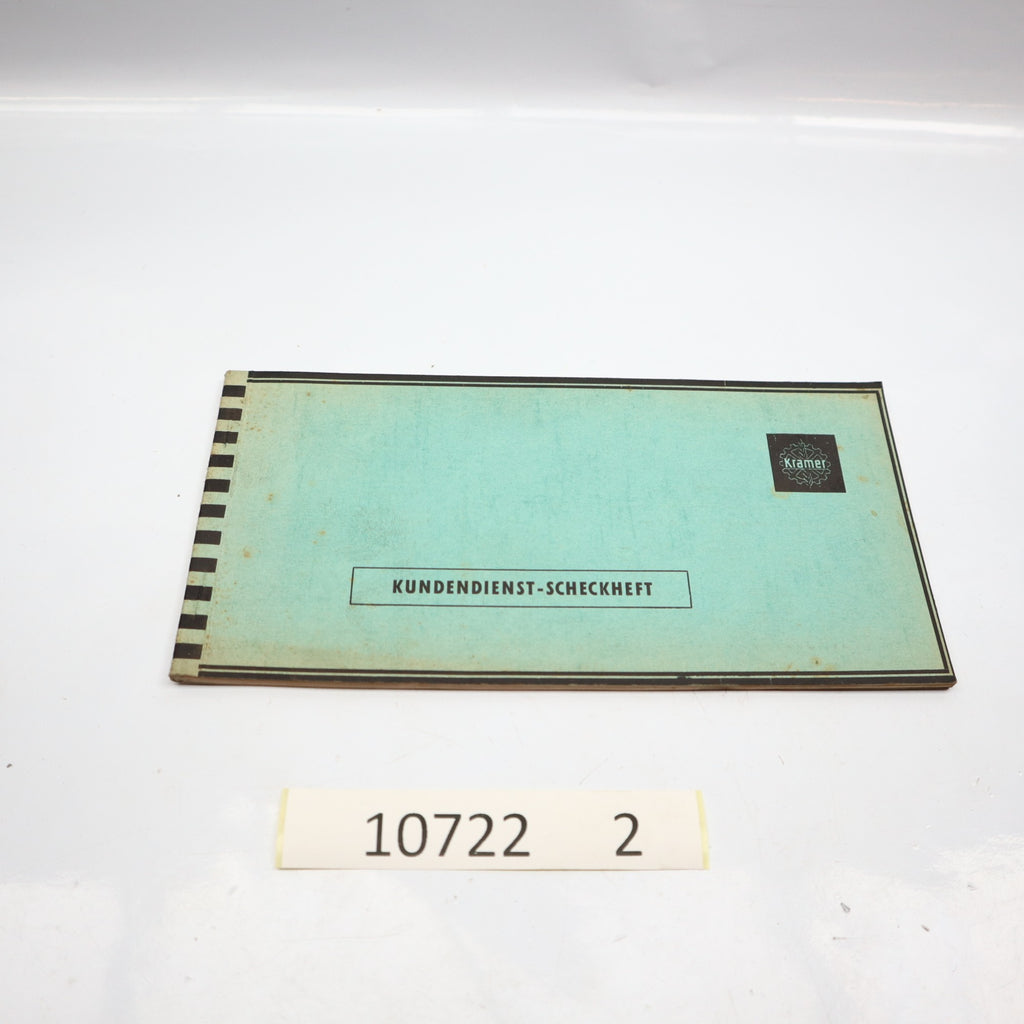 Kramer
KUNDENDIENST-SCHECKHEFT
10722 2